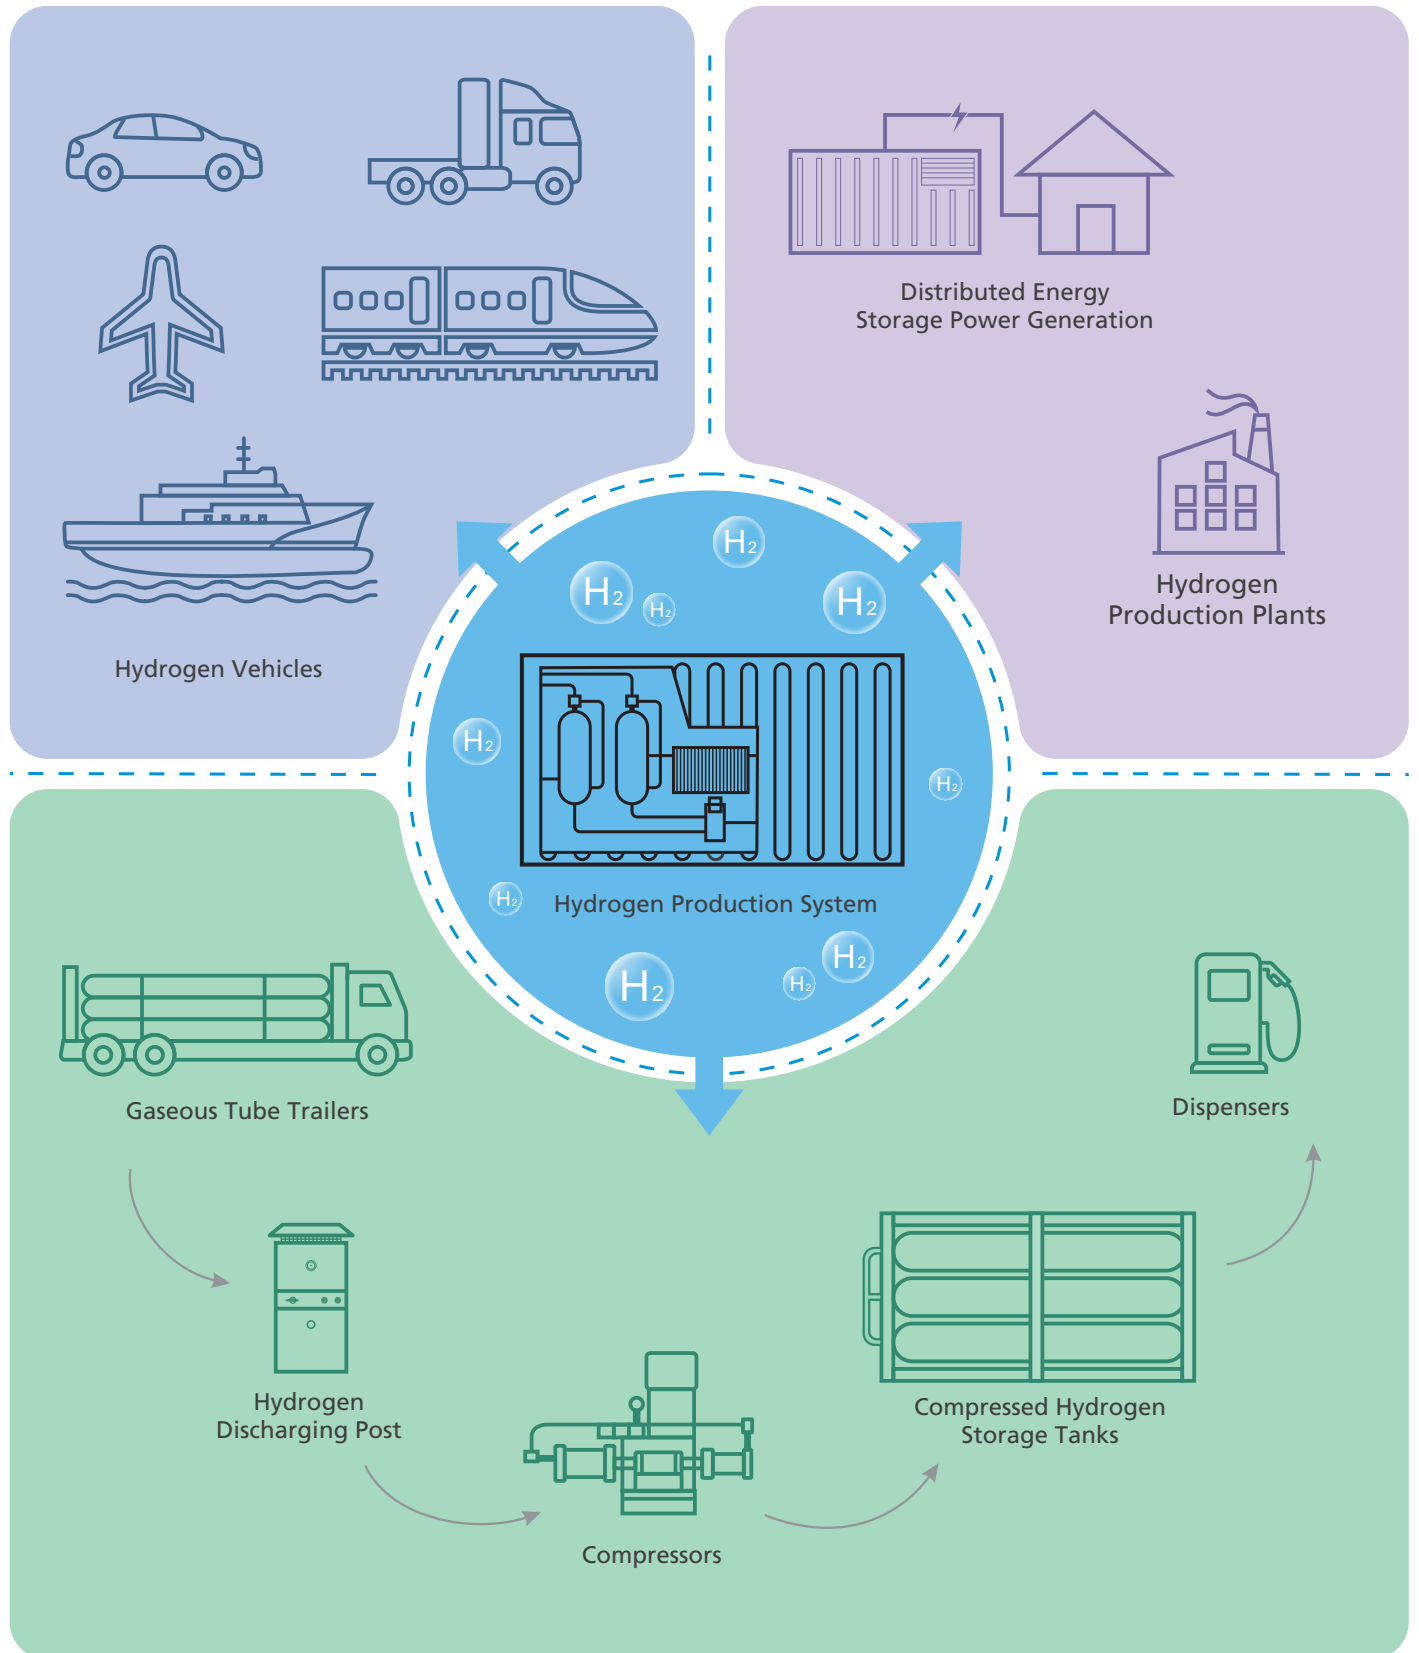 Distributed Energy
Storage Power Generation
Hydrogen
Production Plants
Hydrogen Vehicles
H₂
H₂
H₂
H₂
H₂
H₂
Hydrogen Production System
H₂
H₂
H₂
H₂
Gaseous Tube Trailers
Dispensers
Hydrogen
Discharging Post
Compressed Hydrogen
Storage Tanks
Compressors